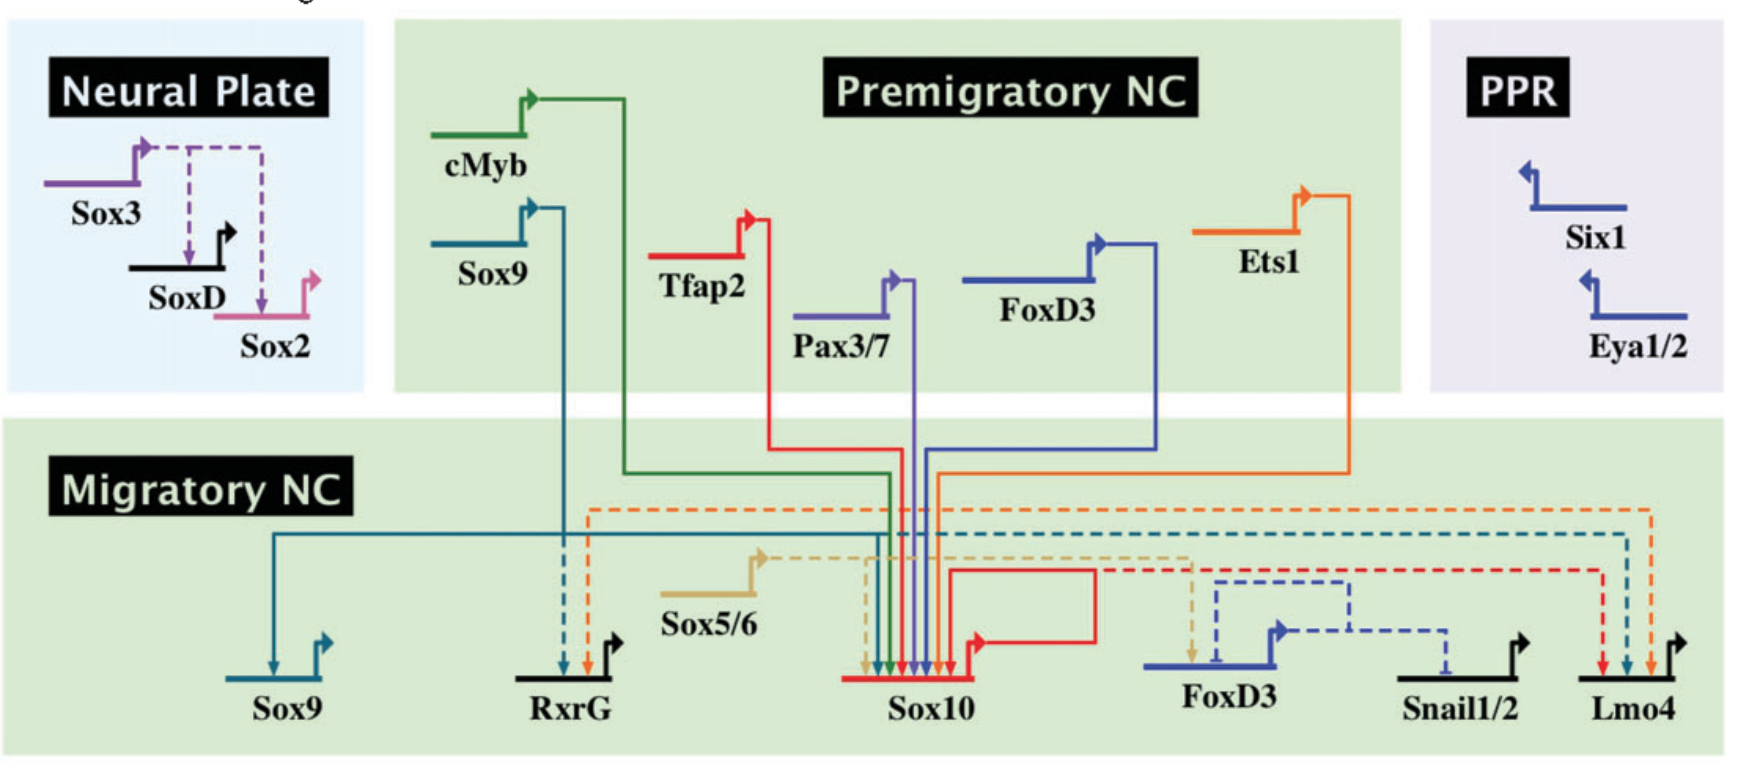 Neural Plate
Premigratory NC
PPR
cMyb
Sox3
Sox9
Tfap2
Ets1
Six1
SoxD
FoxD3
Sox2
Pax3/7
Eya1/2
Migratory NC
Sox5/6
Sox9
RxrG
Sox10
FoxD3
Snail1/2
Lmo4